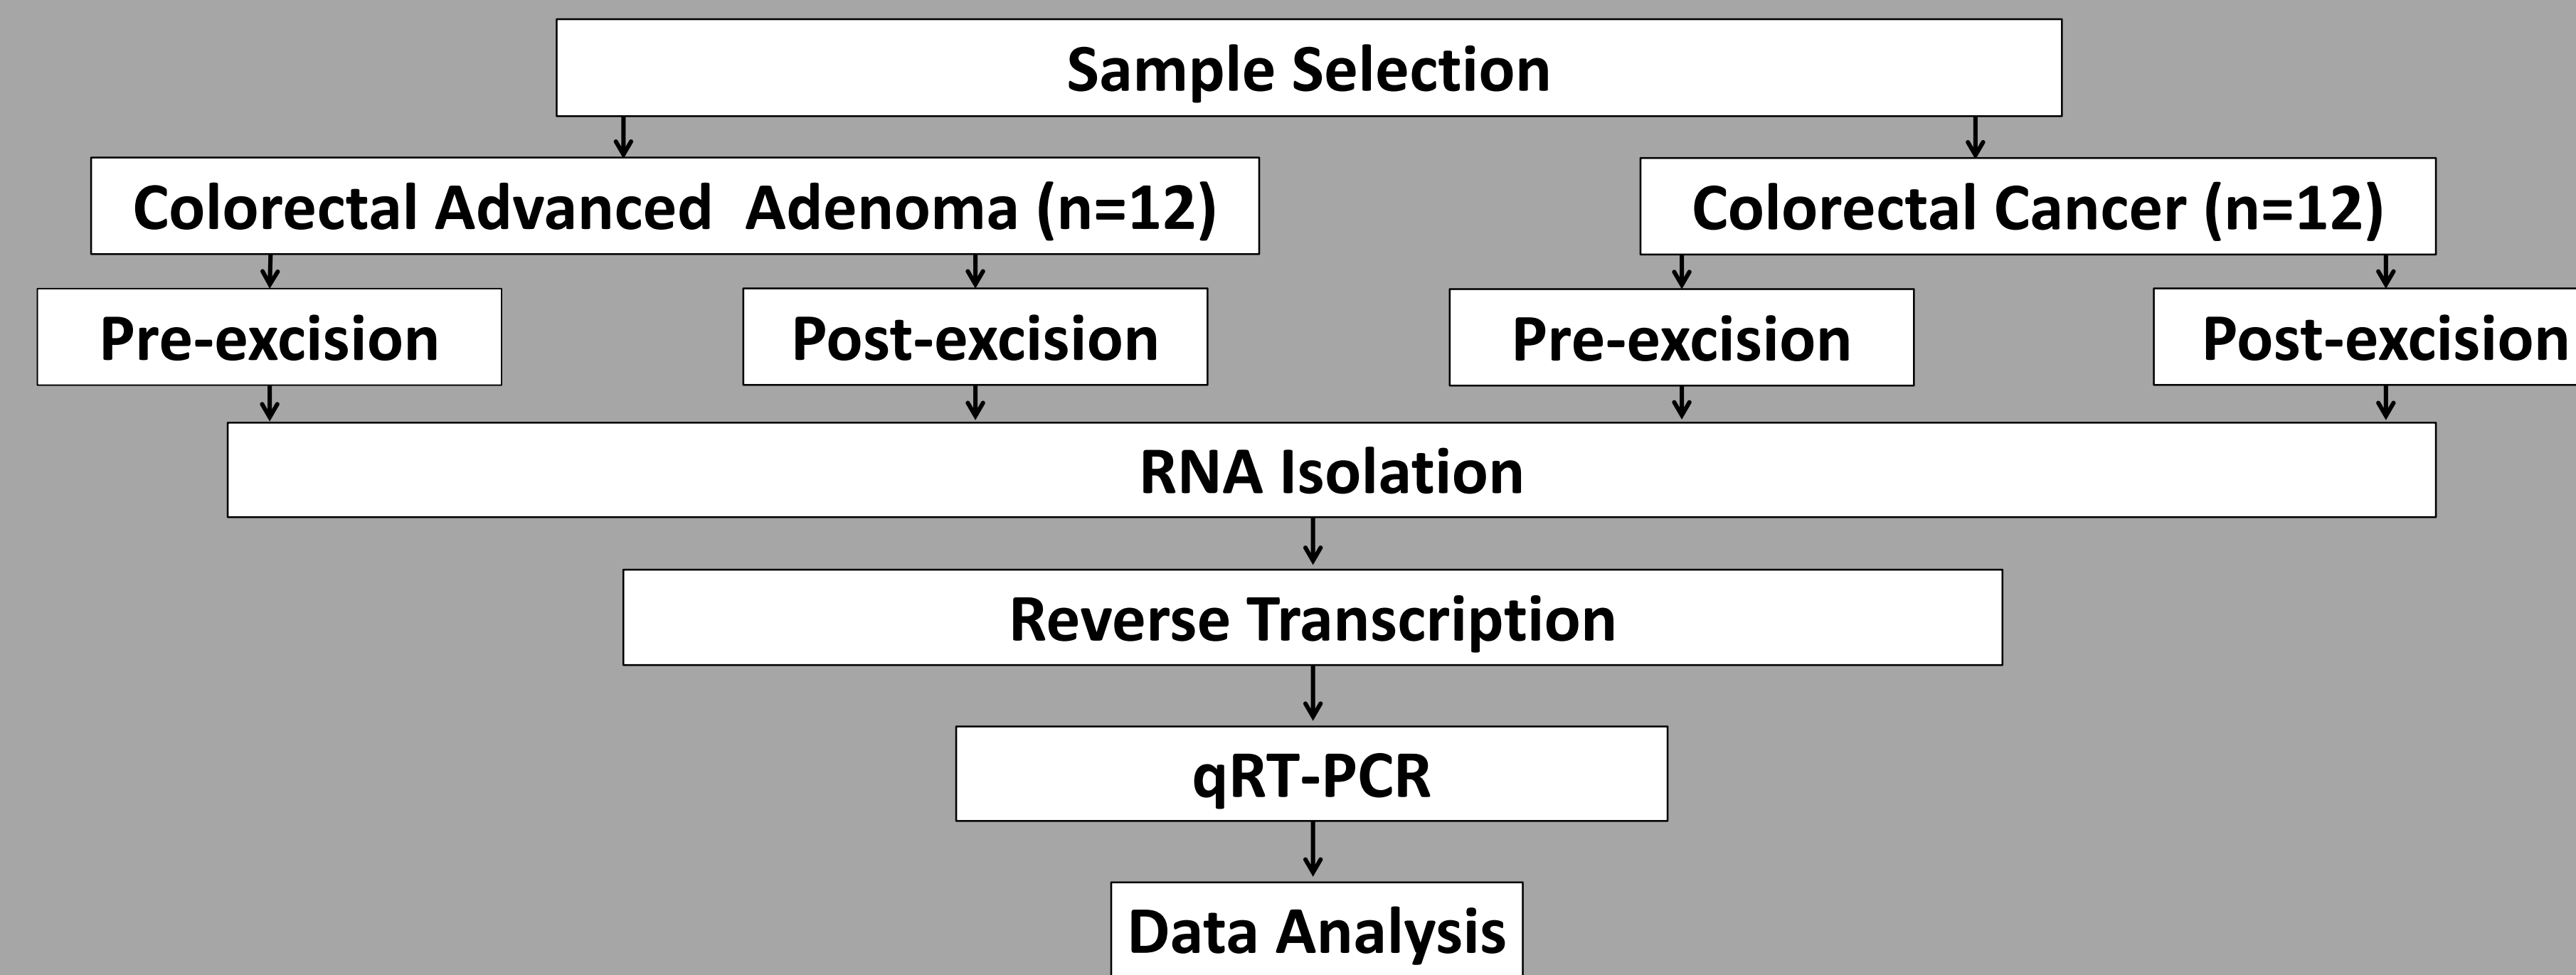 Sample Selection
Colorectal Advanced Adenoma (n=12)
Colorectal Cancer (n=12)
Pre-excision
Post-excision
Pre-excision
Post-excision
RNA Isolation
Reverse Transcription
qRT-PCR
Data Analysis